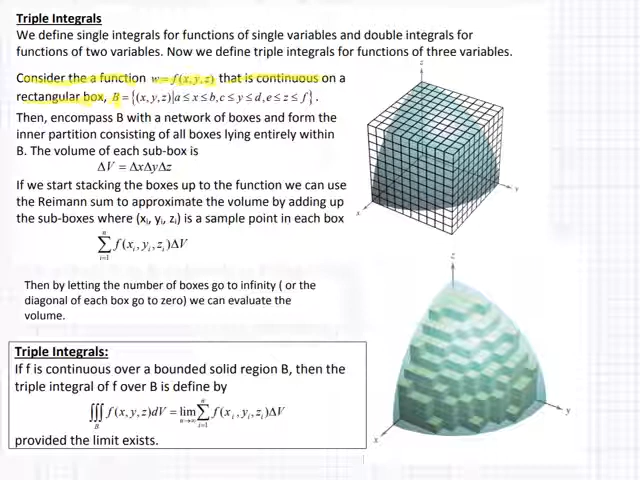 Triple Integrals
We define single integrals for functions of single variables and double integrals for
functions of two variables. Now we define triple integrals for functions of three variables.
Consider the a function w = f(x, y, z) that is continuous on a
rectangular box, B = {(x, y, z)|a ≤ x ≤ b, c ≤ y ≤ d, e ≤ z ≤ f}.
Then, encompass B with a network of boxes and form the
inner partition consisting of all boxes lying entirely within
B. The volume of each sub-box is
ΔV = ΔxΔyΔz
If we start stacking the boxes up to the function we can use
the Reimann sum to approximate the volume by adding up
the sub-boxes where (xᵢ, yᵢ, zᵢ) is a sample point in each box
∑ᵢ₌₁ⁿ f(xᵢ, yᵢ, zᵢ)ΔV
Then by letting the number of boxes go to infinity ( or the
diagonal of each box go to zero) we can evaluate the
volume.
Triple Integrals:
If f is continuous over a bounded solid region B, then the
triple integral of f over B is define by
∭_B f(x, y, z)dV = lim_{n→∞} ∑ᵢ₌₁ⁿ f(xᵢ, yᵢ, zᵢ)ΔV
provided the limit exists.
z
y
x
z
y
x